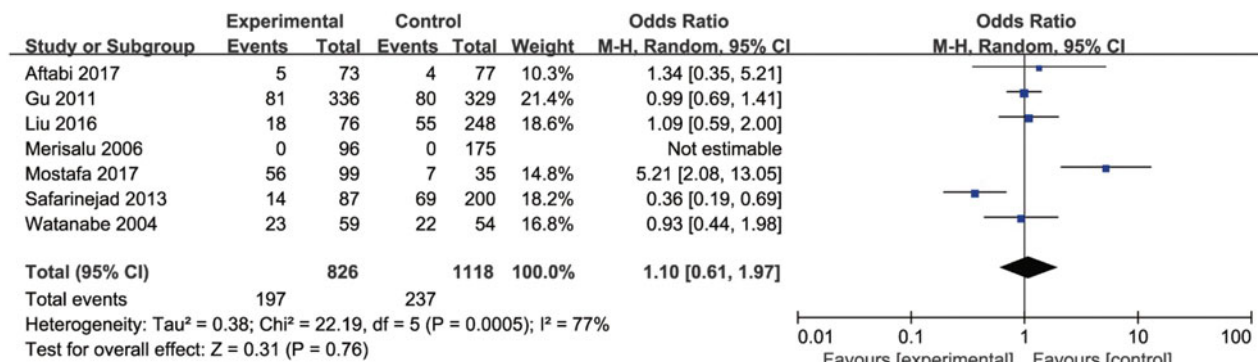 Experimental Control Odds Ratio Odds Ratio
Study or Subgroup Events Total Events Total Weight M-H, Random, 95% CI M-H, Random, 95% CI
Aftabi 2017 5 73 4 77 10.3% 1.34 [0.35, 5.21]
Gu 2011 81 336 80 329 21.4% 0.99 [0.69, 1.41]
Liu 2016 18 76 55 248 18.6% 1.09 [0.59, 2.00]
Merisalu 2006 0 96 0 175 Not estimable
Mostafa 2017 56 99 7 35 14.8% 5.21 [2.08, 13.05]
Safarinejad 2013 14 87 69 200 18.2% 0.36 [0.19, 0.69]
Watanabe 2004 23 59 22 54 16.8% 0.93 [0.44, 1.98]
Total (95% CI) 826 1118 100.0% 1.10 [0.61, 1.97]
Total events 197 237
Heterogeneity: Tau² = 0.38; Chi² = 22.19, df = 5 (P = 0.0005); I² = 77%
Test for overall effect: Z = 0.31 (P = 0.76)
0.01 0.1 1 10 100
Favours [experimental] Favours [control]